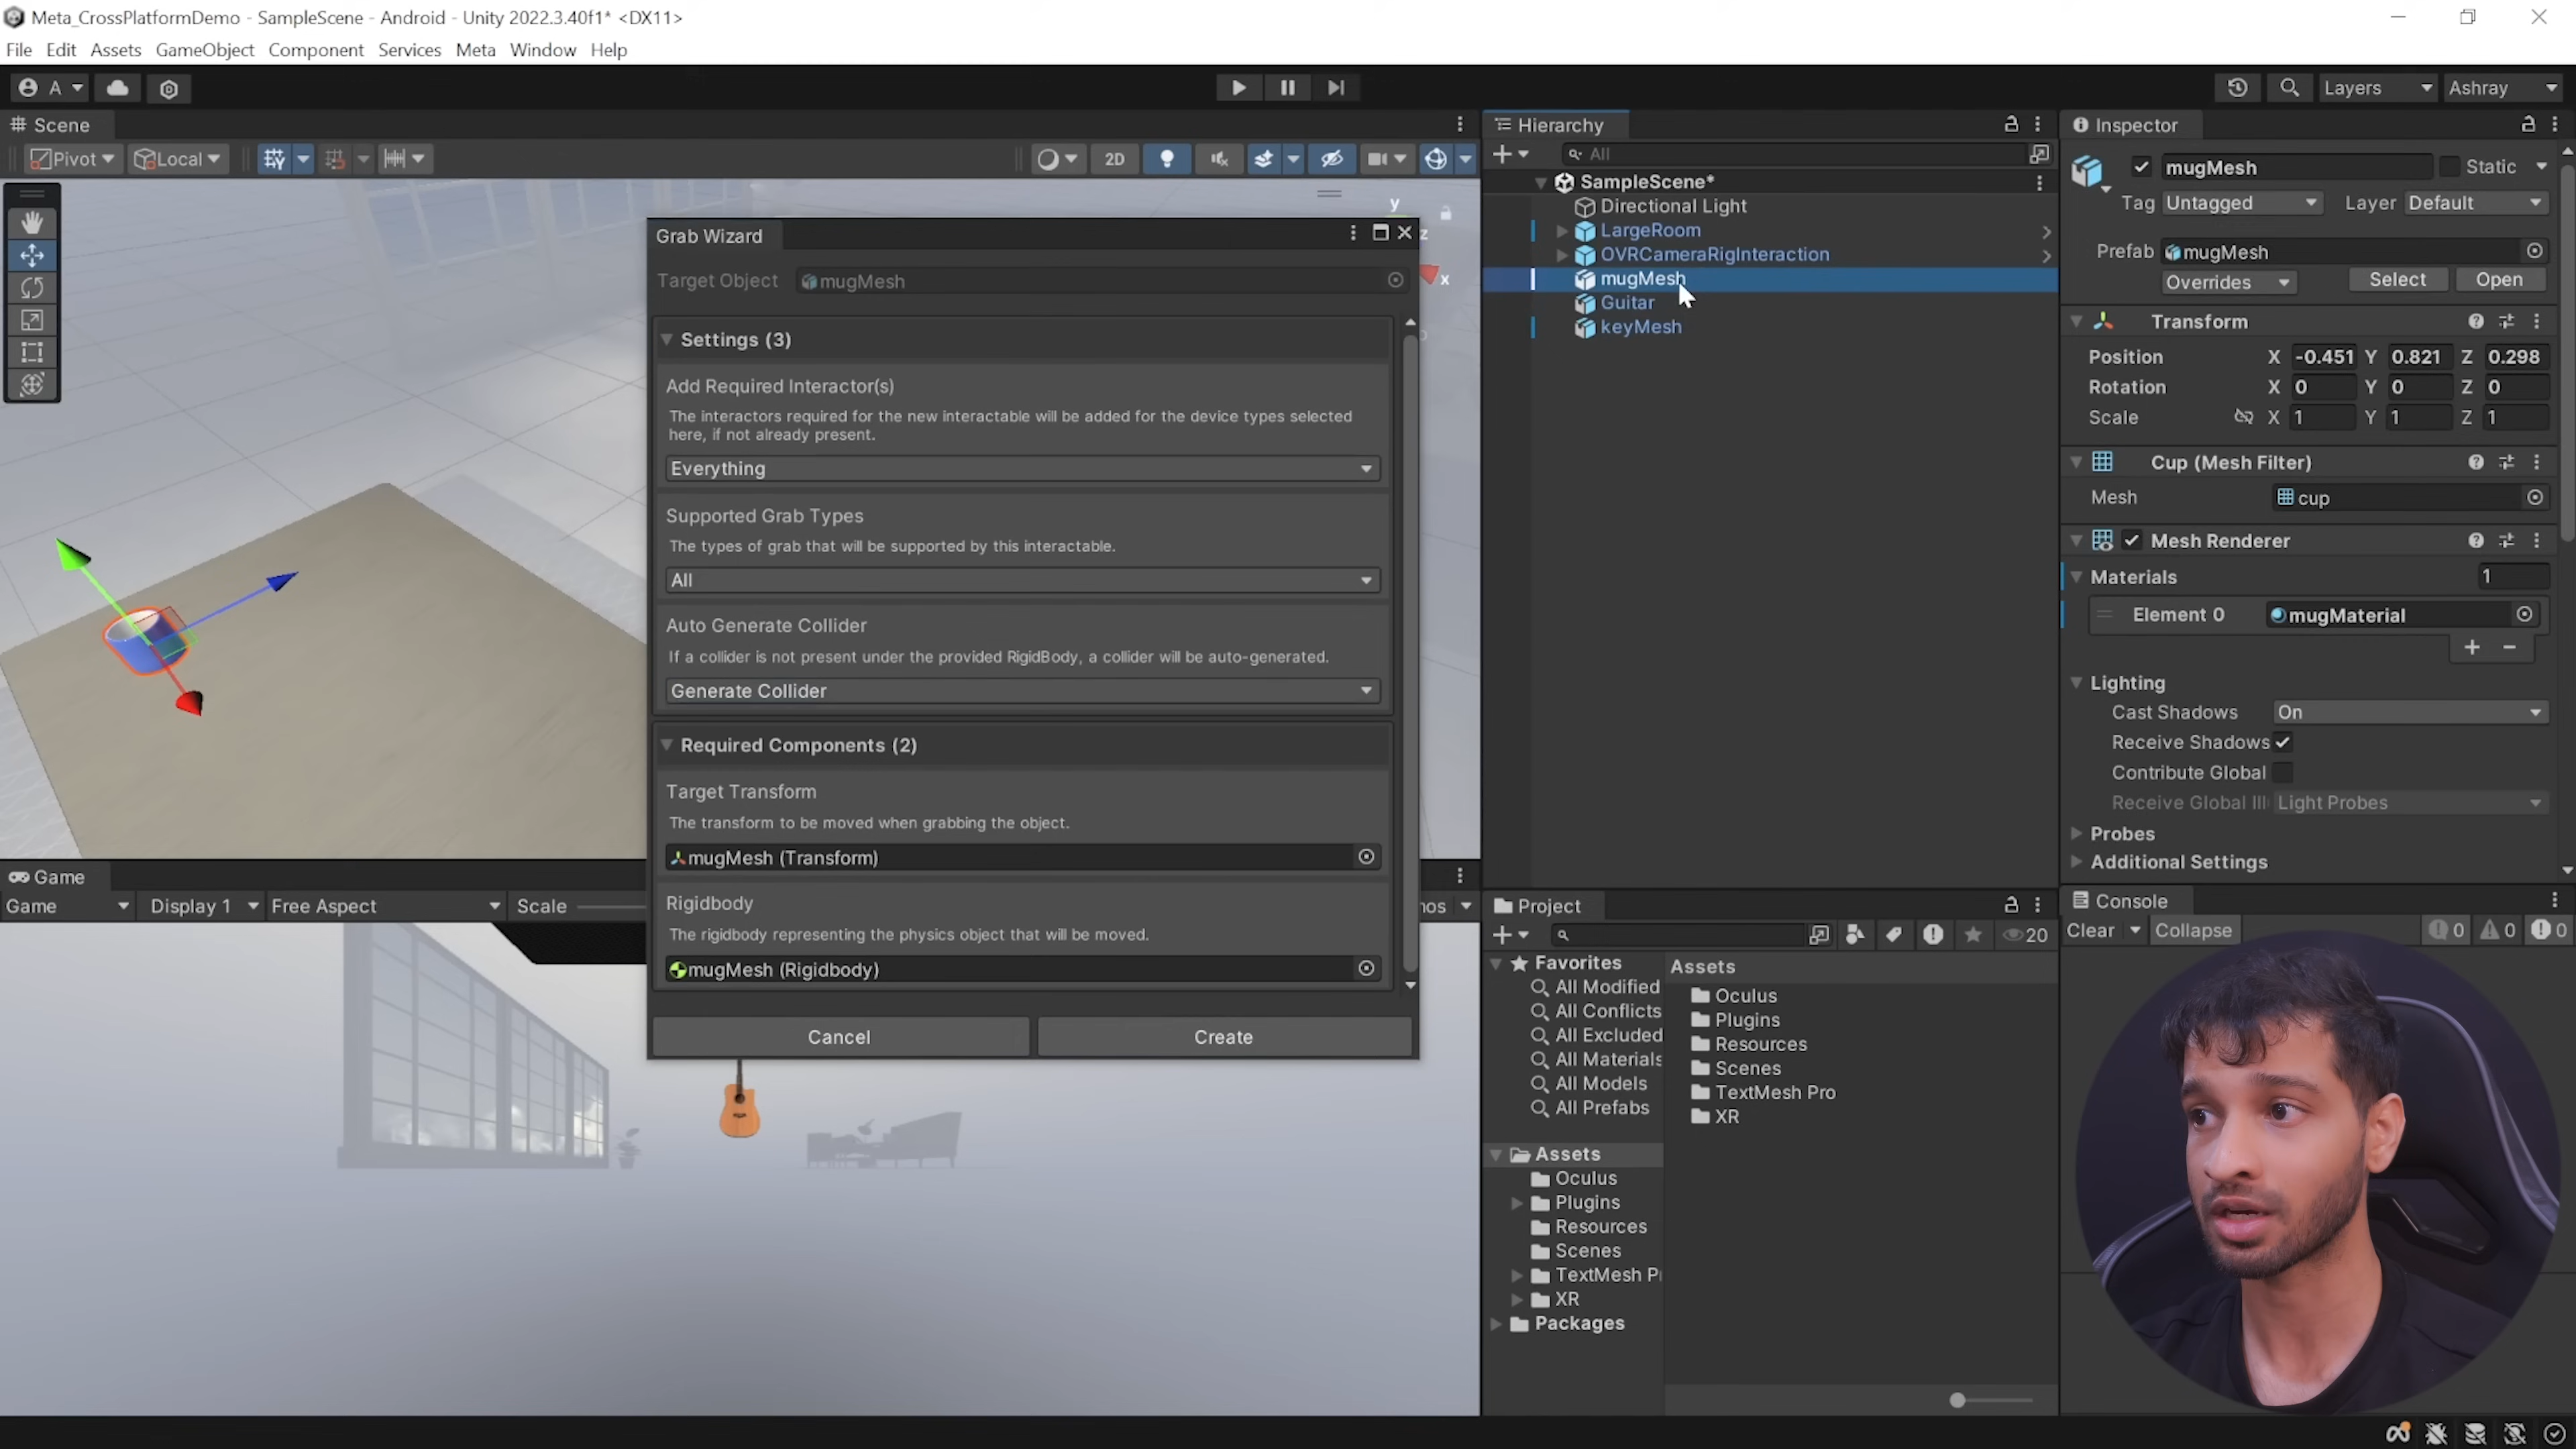 Meta_CrossPlatformDemo - SampleScene - Android - Unity 2022.3.40f1* <DX11>
File Edit Assets GameObject Component Services Meta Window Help
A
Layers
Ashray
Scene
Pivot
Local
2D
y
z
x
Grab Wizard
Target Object
mugMesh
Settings (3)
Add Required Interactor(s)
The interactors required for the new interactable will be added for the device types selected
here, if not already present.
Everything
Supported Grab Types
The types of grab that will be supported by this interactable.
All
Auto Generate Collider
If a collider is not present under the provided RigidBody, a collider will be auto-generated.
Generate Collider
Required Components (2)
Target Transform
The transform to be moved when grabbing the object.
mugMesh (Transform)
Rigidbody
The rigidbody representing the physics object that will be moved.
mugMesh (Rigidbody)
Cancel
Create
Game
Game
Display 1
Free Aspect
Scale
nos
Hierarchy
All
SampleScene*
Directional Light
LargeRoom
OVRCameraRigInteraction
mugMesh
Guitar
keyMesh
Project
20
Favorites
All Modified
All Conflicts
All Excluded
All Materials
All Models
All Prefabs
Assets
Oculus
Plugins
Resources
Scenes
TextMesh P
XR
Packages
Assets
Oculus
Plugins
Resources
Scenes
TextMesh Pro
XR
Inspector
mugMesh
Static
Tag Untagged
Layer Default
Prefab mugMesh
Overrides
Select
Open
Transform
Position X -0.451 Y 0.821 Z 0.298
Rotation X 0 Y 0 Z 0
Scale X 1 Y 1 Z 1
Cup (Mesh Filter)
Mesh cup
Mesh Renderer
Materials 1
Element 0 mugMaterial
Lighting
Cast Shadows On
Receive Shadows
Contribute Global
Receive Global Ill Light Probes
Probes
Additional Settings
Console
Clear
Collapse
0
0
0